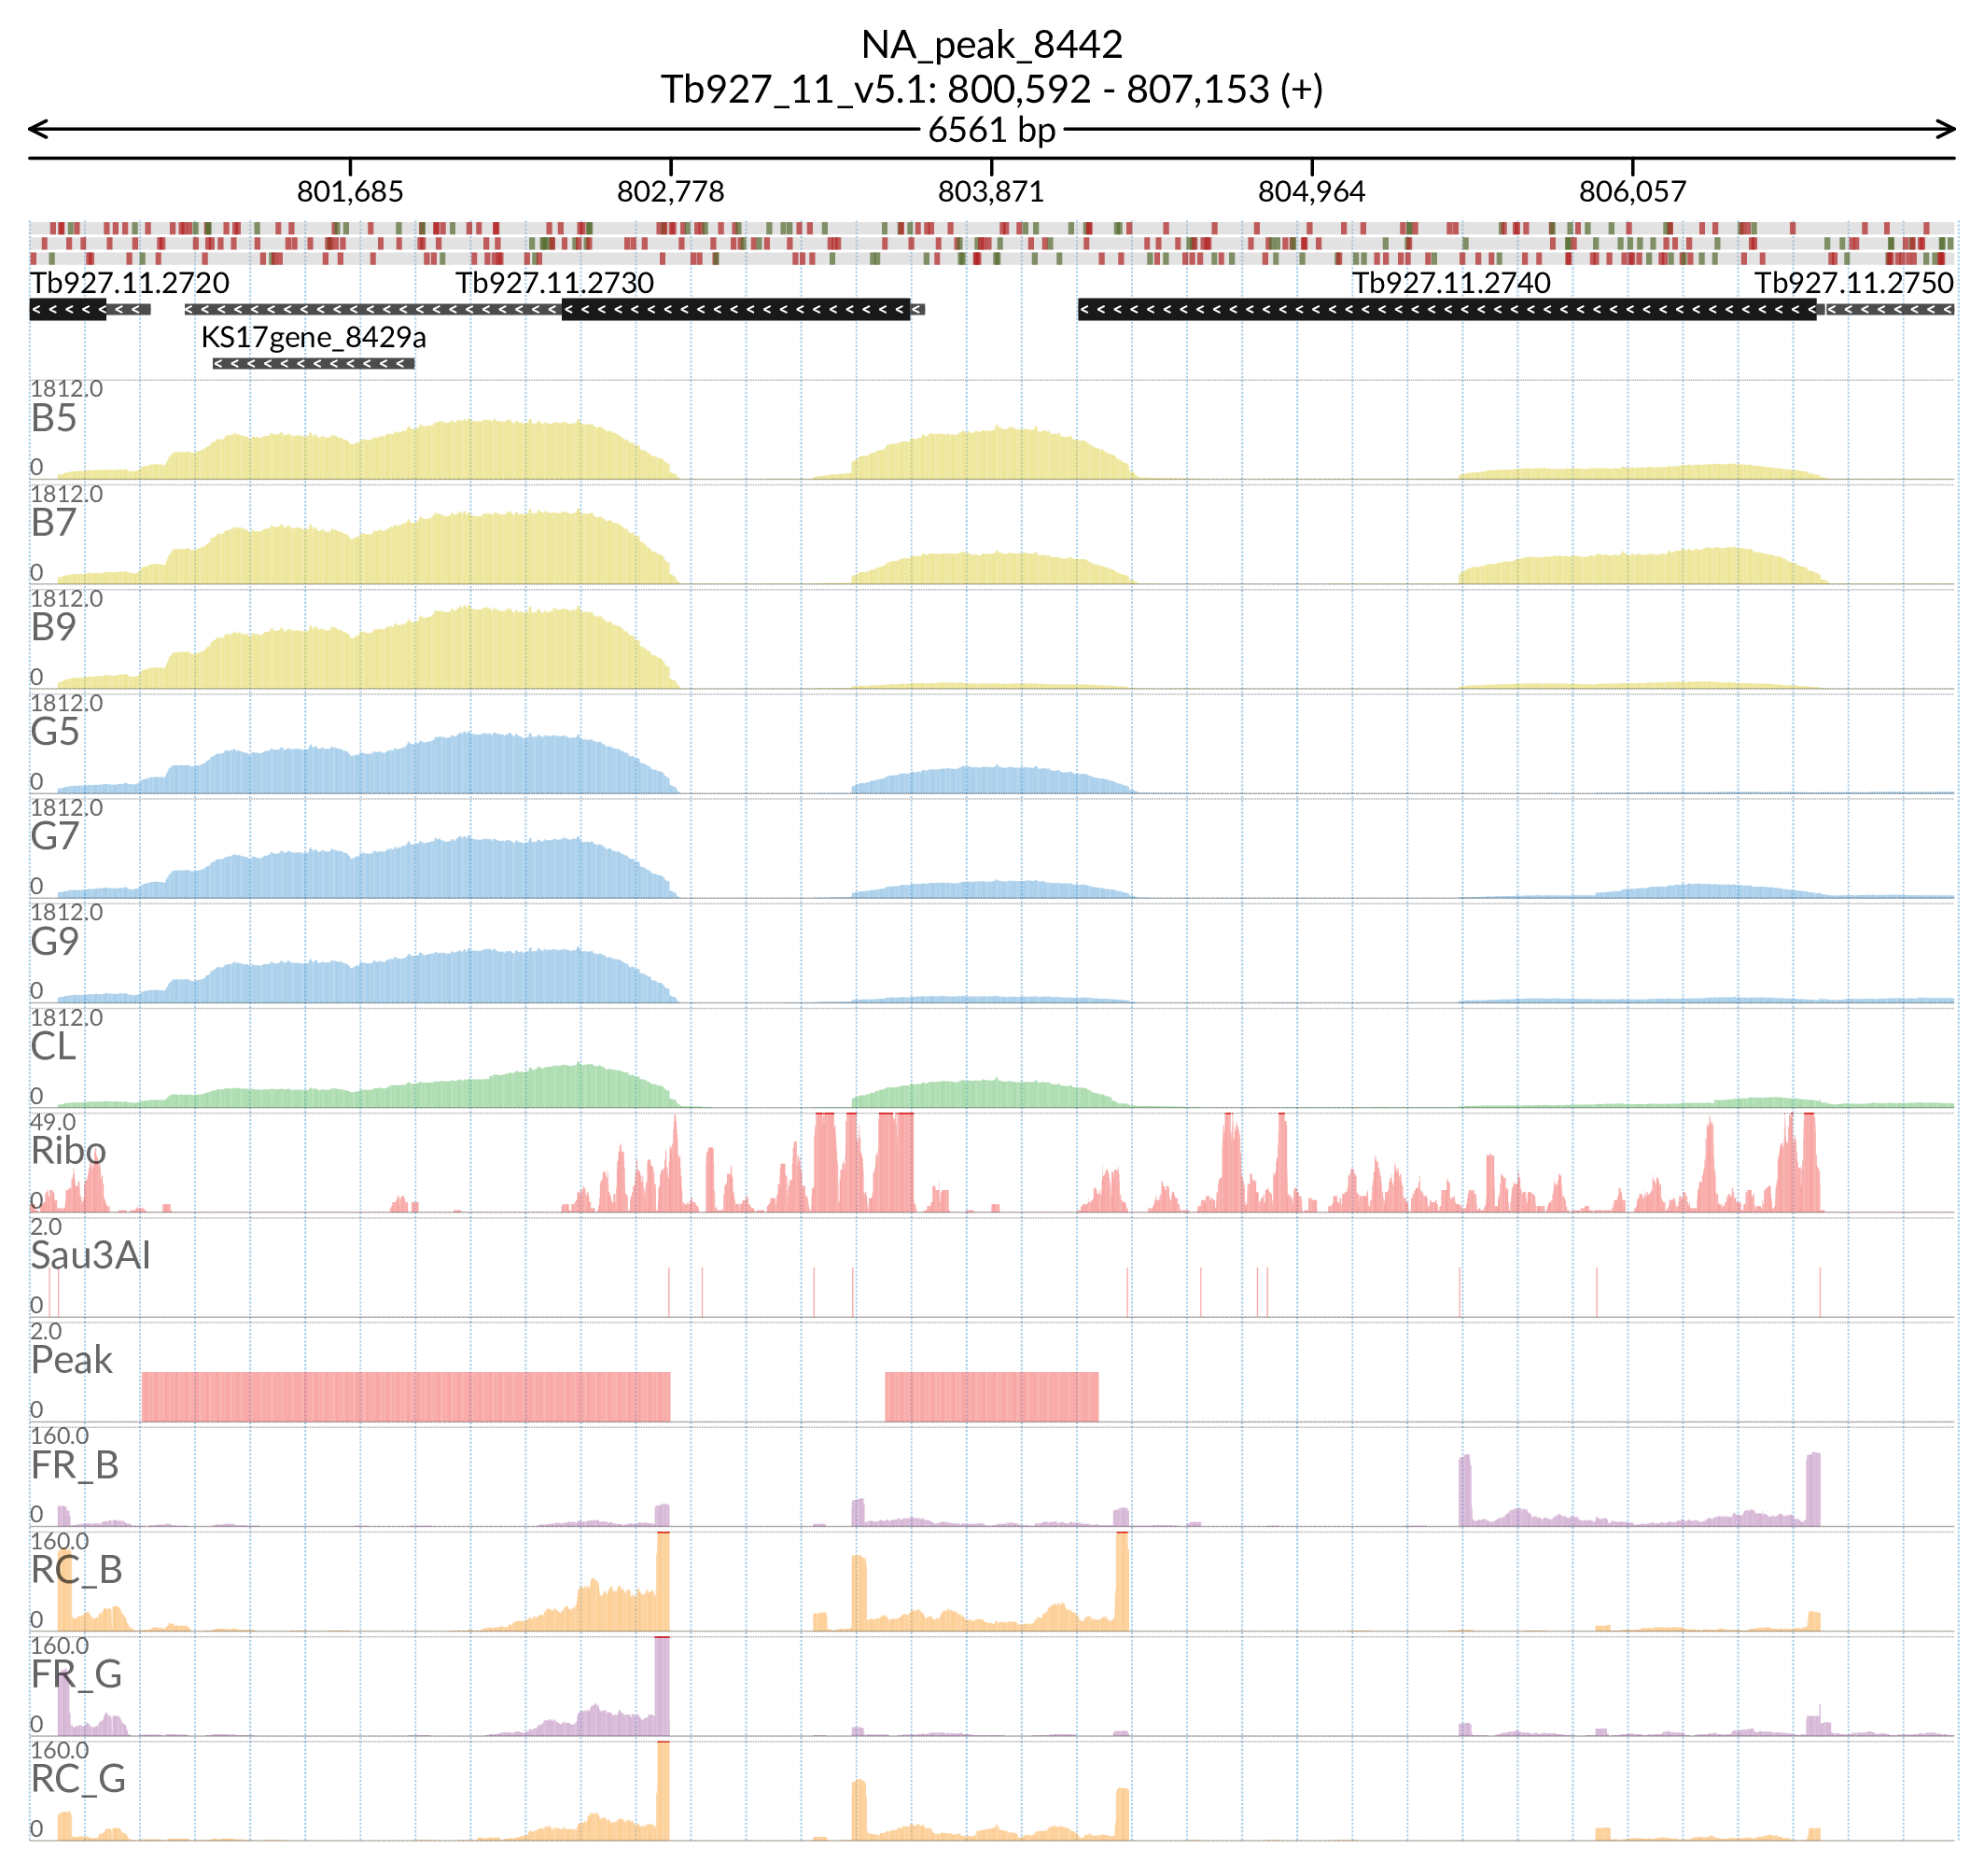 NA_peak_8442
Tb927_11_v5.1: 800,592 - 807,153 (+)
6561 bp
801,685 802,778 803,871 804,964 806,057
Tb927.11.2720 Tb927.11.2730 Tb927.11.2740 Tb927.11.2750
KS17gene_8429a
1812.0
B5
0
1812.0
B7
0
1812.0
B9
0
1812.0
G5
0
1812.0
G7
0
1812.0
G9
0
1812.0
CL
0
49.0
Ribo
0
2.0
Sau3AI
0
2.0
Peak
0
160.0
FR_B
0
160.0
RC_B
0
160.0
FR_G
0
160.0
RC_G
0